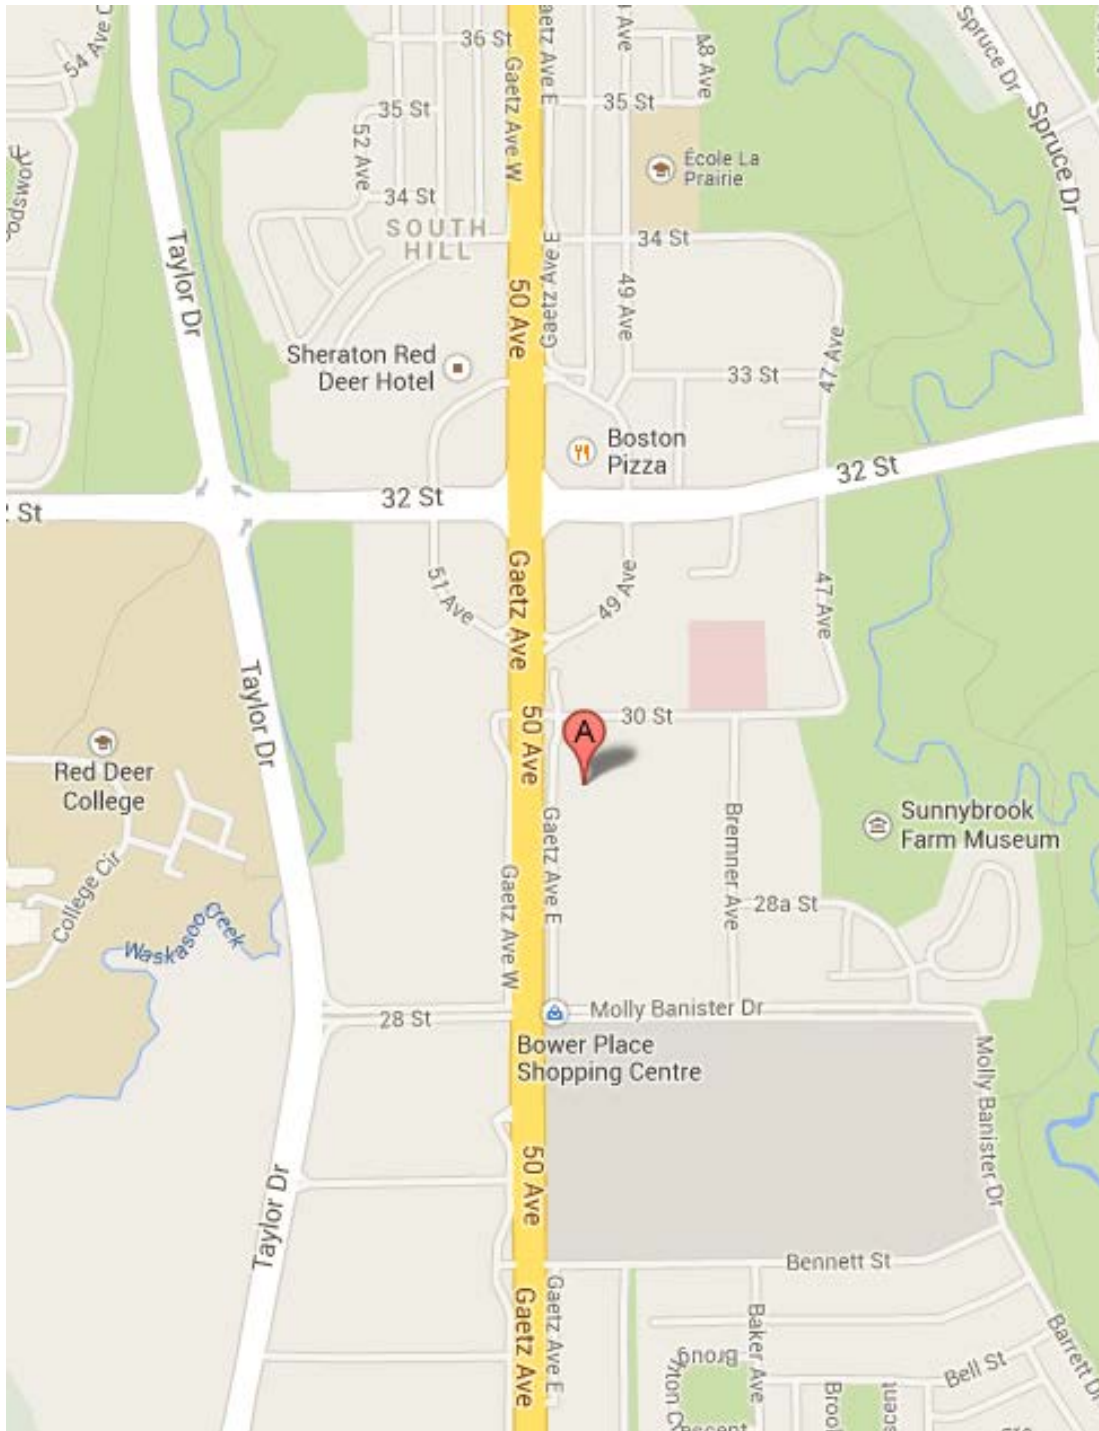 54 Ave
36 St
Gaetz Ave E
Ave
48 Ave
Spruce Dr
Spruce Dr
35 St
35 St
52 Ave
Gaetz Ave W
École La
Prairie
34 St
SOUTH
HILL
34 St
Taylor Dr
50 Ave
Gaetz Ave E
49 Ave
47 Ave
Sheraton Red
Deer Hotel
33 St
Boston
Pizza
32 St
32 St
St
51 Ave
Gaetz Ave
49 Ave
47 Ave
Taylor Dr
50 Ave
30 St
A
Red Deer
College
Gaetz Ave E
Bremner Ave
Sunnybrook
Farm Museum
College Cir
Waskasoo Creek
Gaetz Ave W
28a St
28 St
Molly Banister Dr
Bower Place
Shopping Centre
Molly Banister Dr
50 Ave
Taylor Dr
Bennett St
Gaetz Ave
Gaetz Ave E
Baker Ave
Barrett Dr
Bell St